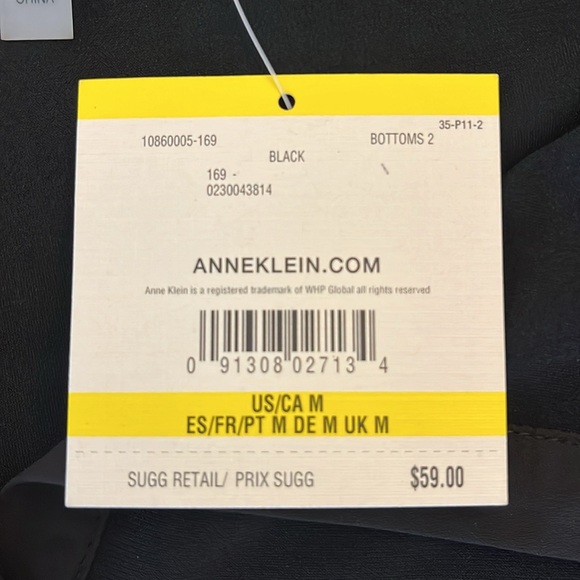 CHINA
35-P11-2
10860005-169 BOTTOMS 2
BLACK
169 -
0230043814
ANNEKLEIN.COM
Anne Klein is a registered trademark of WHP Global all rights reserved
0 91308 02713 4
US/CA M
ES/FR/PT M DE M UK M
SUGG RETAIL/ PRIX SUGG $59.00